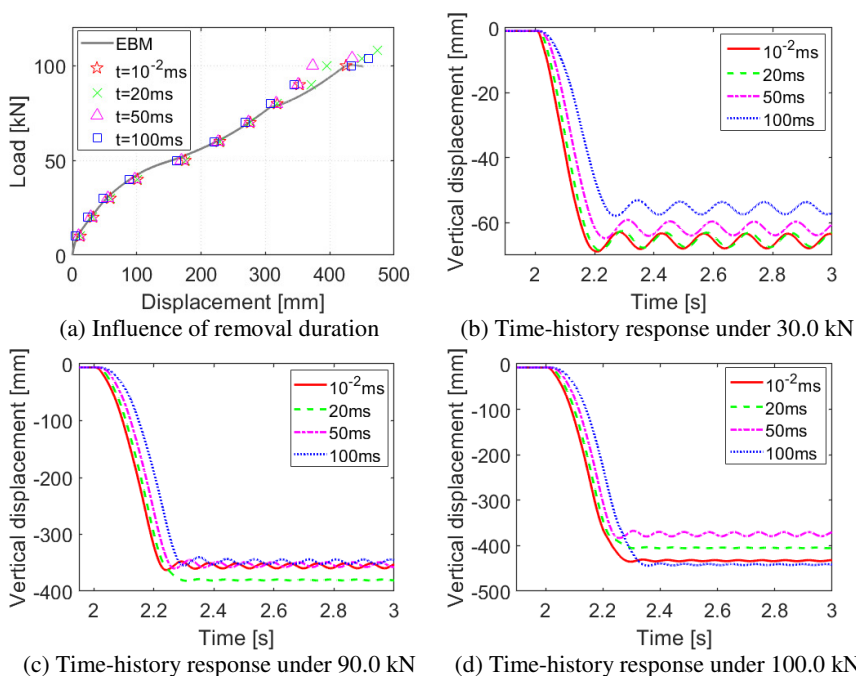 EBM
t=10⁻²ms
t=20ms
t=50ms
t=100ms
Load [kN]
100
50
0
0 100 200 300 400 500
Displacement [mm]
(a) Influence of removal duration
10⁻²ms
20ms
50ms
100ms
Vertical displacement [mm]
0
-20
-40
-60
2 2.2 2.4 2.6 2.8 3
Time [s]
(b) Time-history response under 30.0 kN
10⁻²ms
20ms
50ms
100ms
Vertical displacement [mm]
0
-100
-200
-300
-400
2 2.2 2.4 2.6 2.8 3
Time [s]
(c) Time-history response under 90.0 kN
10⁻²ms
20ms
50ms
100ms
Vertical displacement [mm]
0
-100
-200
-300
-400
-500
2 2.2 2.4 2.6 2.8 3
Time [s]
(d) Time-history response under 100.0 kN